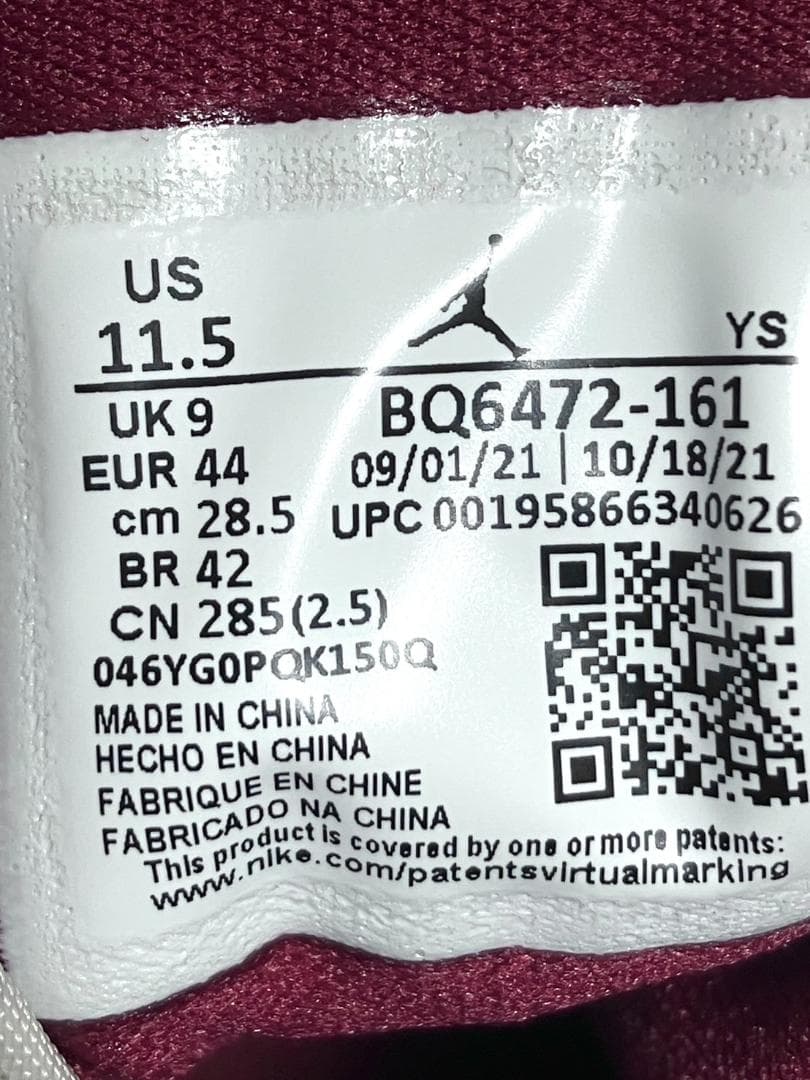 US
11.5
YS
UK 9
BQ6472-161
EUR 44
09/01/21 | 10/18/21
cm 28.5
UPC 001958663​40626
BR 42
CN 285(2.5)
046YG0PQK150Q
MADE IN CHINA
HECHO EN CHINA
FABRIQUE EN CHINE
FABRICADO NA CHINA
This product is covered by one or more patents:
www.nike.com/patentsvirtualmarking